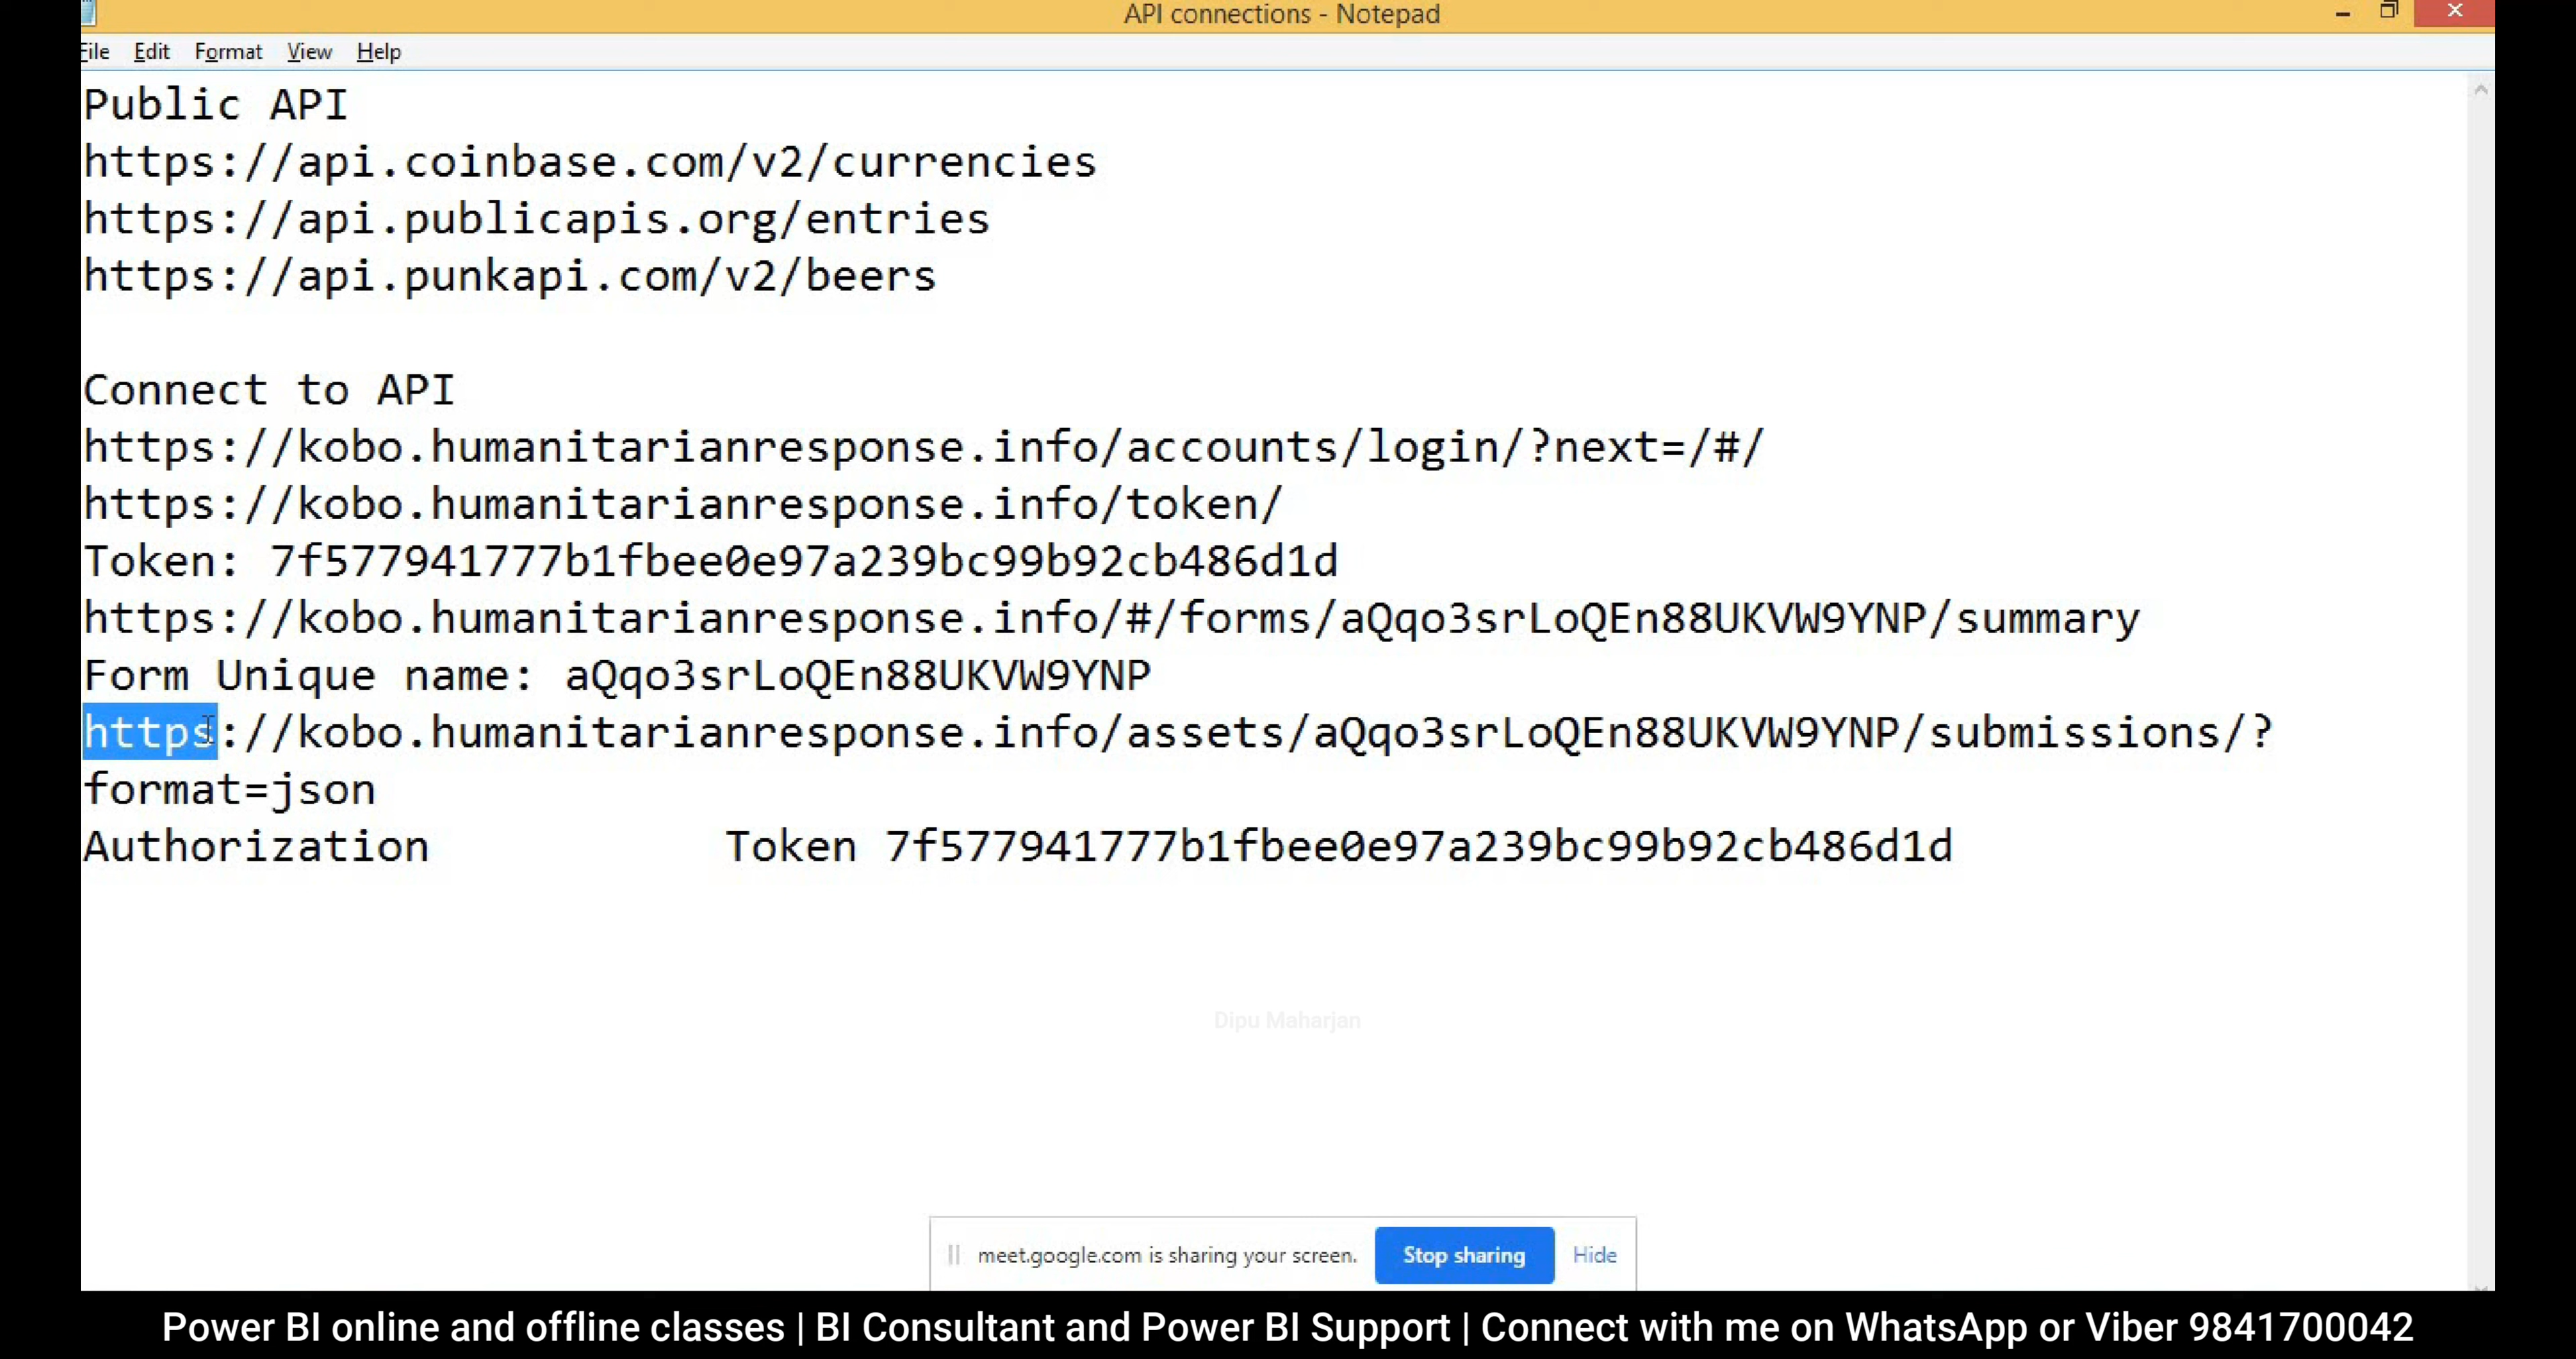 API connections - Notepad
File Edit Format View Help
Public API
https://api.coinbase.com/v2/currencies
https://api.publicapis.org/entries
https://api.punkapi.com/v2/beers
Connect to API
https://kobo.humanitarianresponse.info/accounts/login/?next=/#/
https://kobo.humanitarianresponse.info/token/
Token: 7f577941777b1fbee0e97a239bc99b92cb486d1d
https://kobo.humanitarianresponse.info/#/forms/aQqo3srLoQEn88UKVW9YNP/summary
Form Unique name: aQqo3srLoQEn88UKVW9YNP
https://kobo.humanitarianresponse.info/assets/aQqo3srLoQEn88UKVW9YNP/submissions/?
format=json
Authorization Token 7f577941777b1fbee0e97a239bc99b92cb486d1d
Dipu Maharjan
meet.google.com is sharing your screen. Stop sharing Hide
Power BI online and offline classes | BI Consultant and Power BI Support | Connect with me on WhatsApp or Viber 9841700042